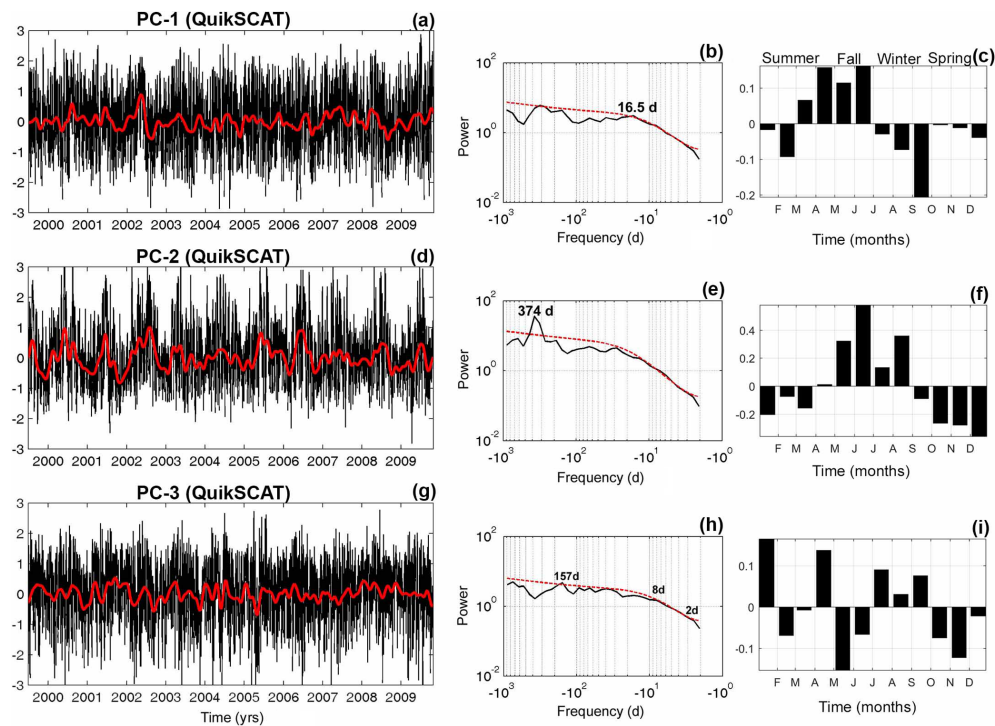 PC-1 (QuikSCAT) (a)
3
2
1
0
-1
-2
-3
2000 2001 2002 2003 2004 2005 2006 2007 2008 2009
(b)
10²
10⁰
10⁻²
Power
16.5 d
-10³ -10² -10¹ -10⁰
Frequency (d)
(c)
Summer Fall Winter Spring
0.1
0
-0.1
-0.2
F M A M J J A S O N D
Time (months)
PC-2 (QuikSCAT) (d)
3
2
1
0
-1
-2
-3
2000 2001 2002 2003 2004 2005 2006 2007 2008 2009
(e)
10²
10⁰
10⁻²
Power
374 d
-10³ -10² -10¹ -10⁰
Frequency (d)
(f)
0.4
0.2
0
-0.2
F M A M J J A S O N D
Time (months)
PC-3 (QuikSCAT) (g)
3
2
1
0
-1
-2
-3
2000 2001 2002 2003 2004 2005 2006 2007 2008 2009
Time (yrs)
(h)
10²
10⁰
10⁻²
Power
157d
8d
2d
-10³ -10² -10¹ -10⁰
Frequency (d)
(i)
0.1
0
-0.1
F M A M J J A S O N D
Time (months)